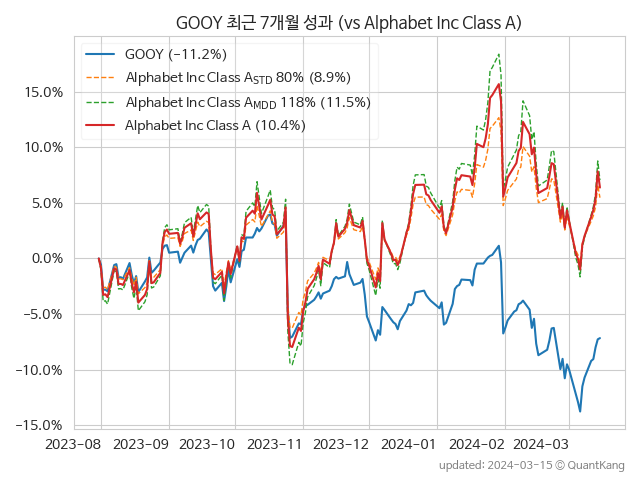 GOOY 최근 7개월 성과 (vs Alphabet Inc Class A)
GOOY (−11.2%)
Alphabet Inc Class A_STD 80% (8.9%)
Alphabet Inc Class A_MDD 118% (11.5%)
Alphabet Inc Class A (10.4%)
15.0%
10.0%
5.0%
0.0%
−5.0%
−10.0%
−15.0%
2023-08 2023-09 2023-10 2023-11 2023-12 2024-01 2024-02 2024-03
updated: 2024-03-15 © QuantKang